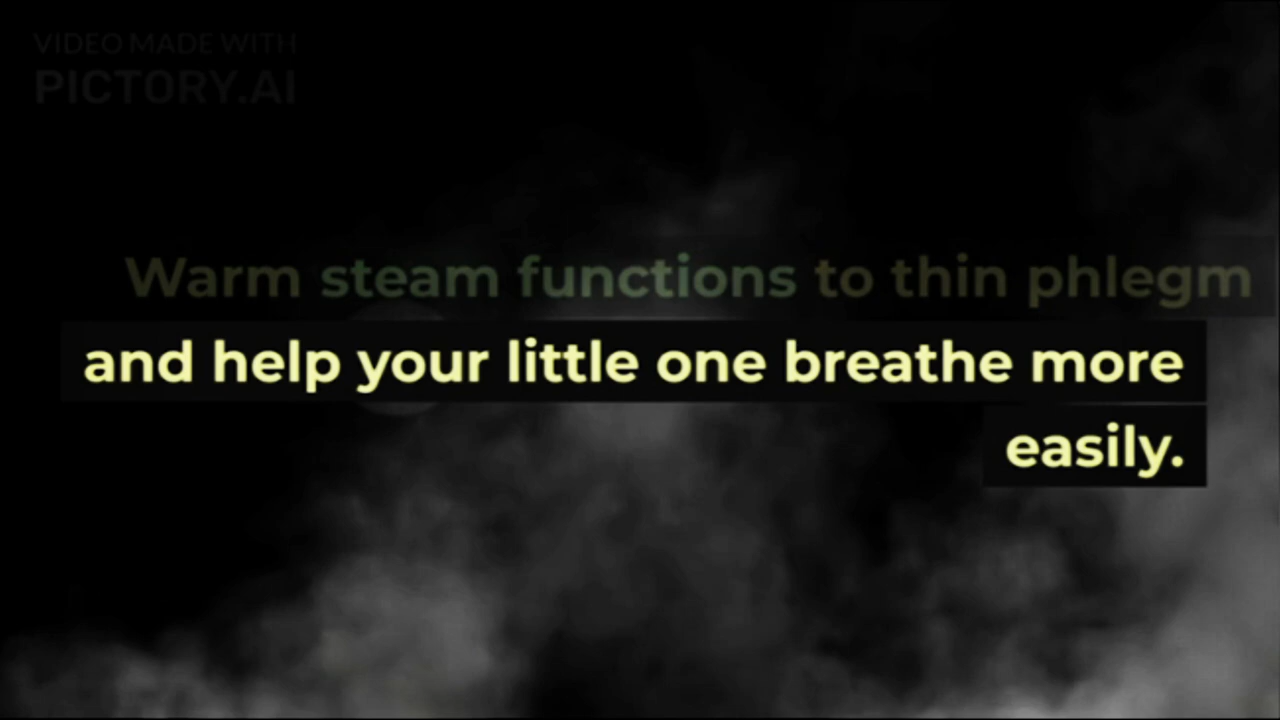 VIDEO MADE WITH
PICTORY.AI
Warm steam functions to thin phlegm
and help your little one breathe more
easily.